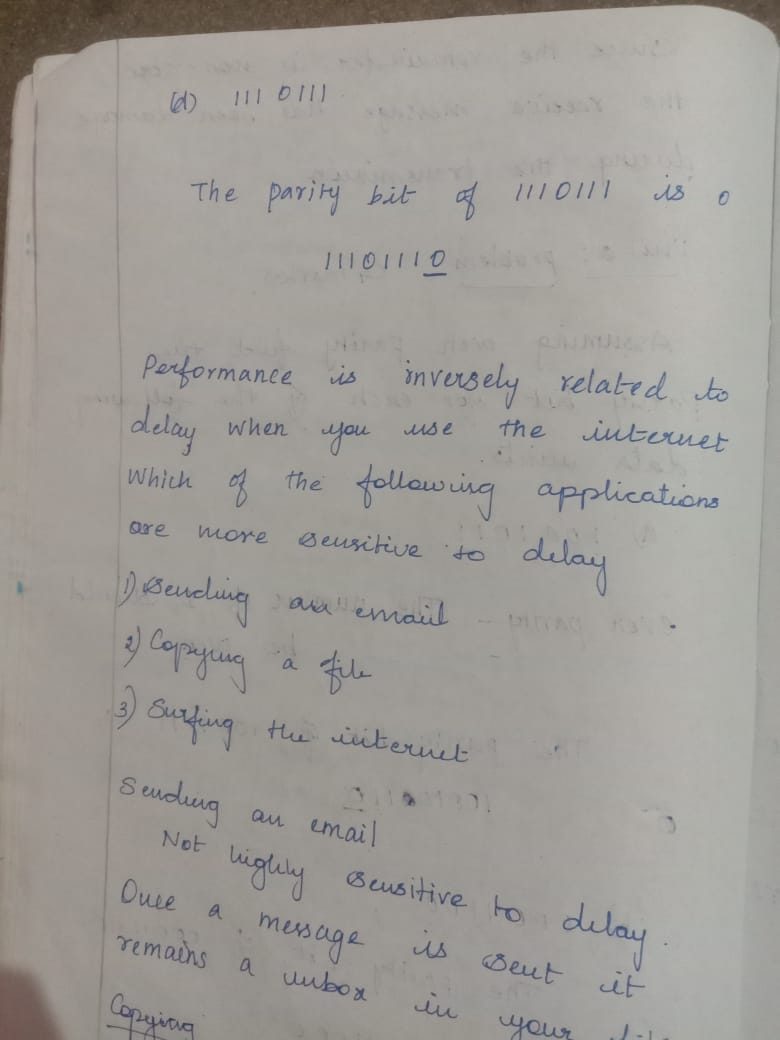 (d) 1110111
The parity bit of 1110111 is 0
11101110
Performance is inversely related to
delay when you use the internet
Which of the following applications
are more sensitive to delay
1) Sending an email
2) Copying a file
3) Surfing the internet
Sending an email
Not highly sensitive to delay.
Once a message is sent it
remains a inbox in your
Copying